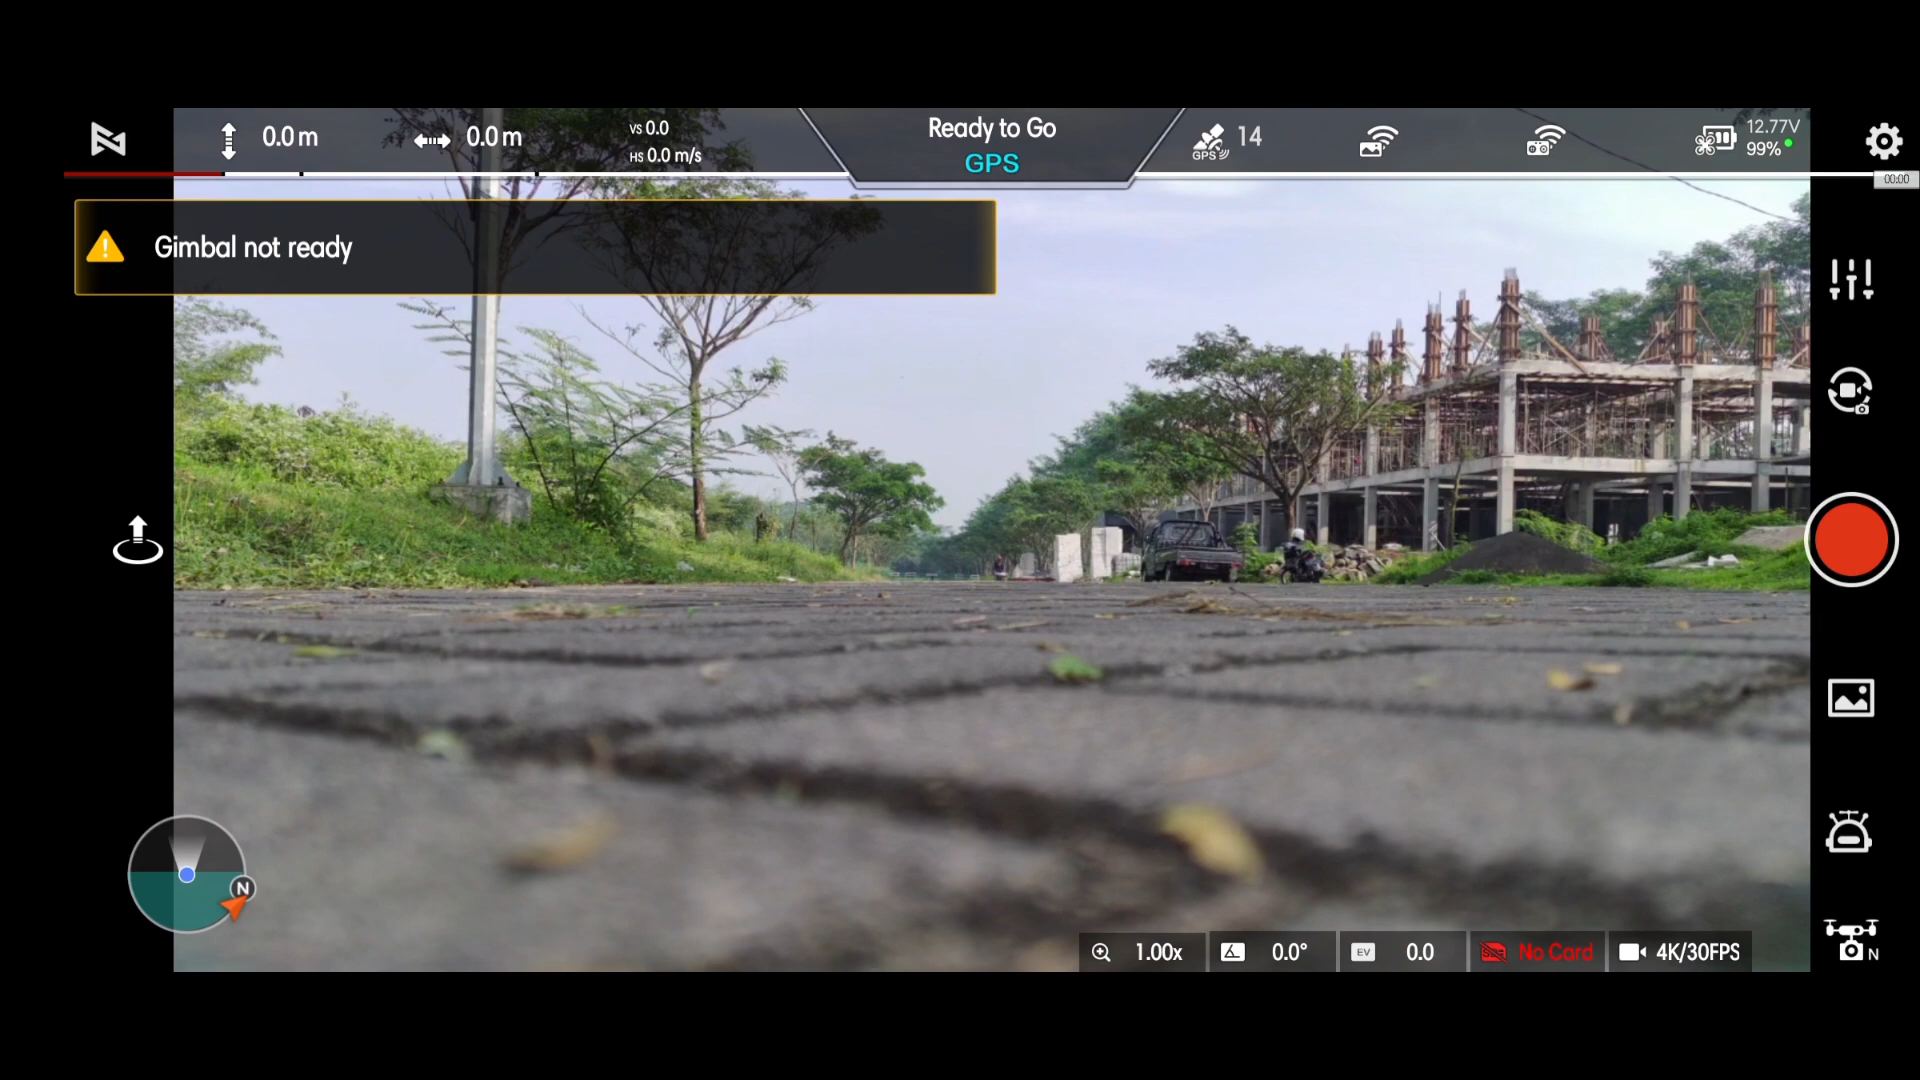 0.0 m
0.0 m
VS 0.0
HS 0.0 m/s
Ready to Go
GPS
GPS
14
12.77V
99%
00:00
Gimbal not ready
N
1.00x
0.0°
EV
0.0
No Card
4K/30FPS
N